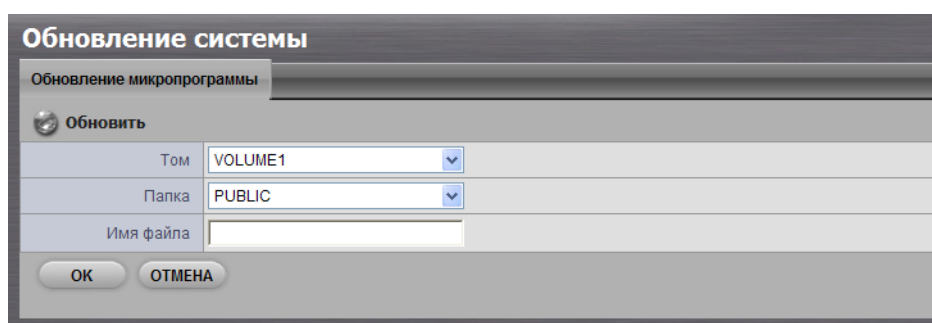 Обновление системы
Обновление микропрограммы
Обновить
Том VOLUME1
Папка PUBLIC
Имя файла
OK ОТМЕНА